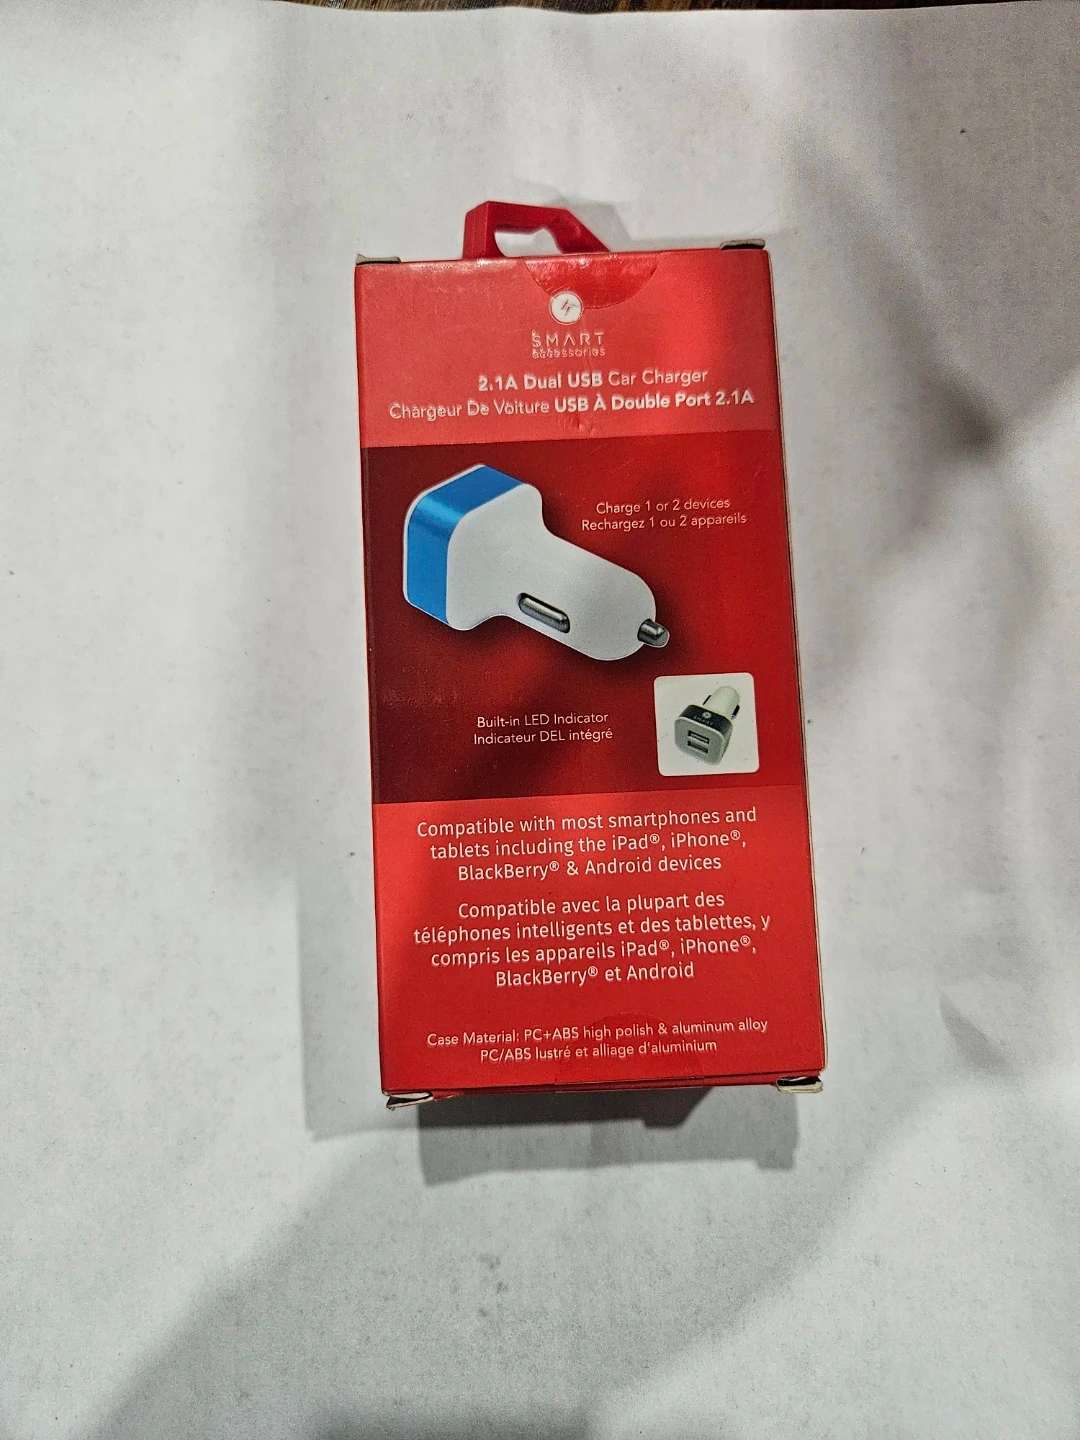 SMART
accessories
2.1A Dual USB Car Charger
Chargeur De Voiture USB À Double Port 2.1A
Charge 1 or 2 devices
Rechargez 1 ou 2 appareils
Built-in LED Indicator
Indicateur DEL intégré
SMART
Compatible with most smartphones and
tablets including the iPad®, iPhone®,
BlackBerry® & Android devices
Compatible avec la plupart des
téléphones intelligents et des tablettes, y
compris les appareils iPad®, iPhone®,
BlackBerry® et Android
Case Material: PC+ABS high polish & aluminum alloy
PC/ABS lustré et alliage d'aluminium